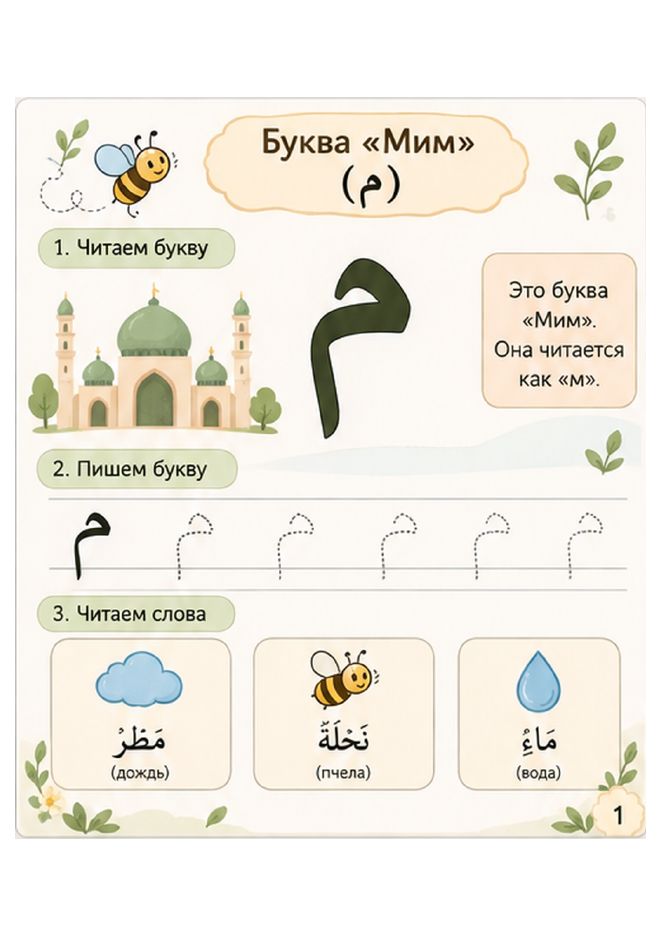 Буква «Мим»
(م)
1. Читаем букву
م
Это буква
«Мим».
Она читается
как «м».
2. Пишем букву
م م م م م م
3. Читаем слова
مَظرُ
(дождь)
نَحْلَةٌ
(пчела)
مَاءُ
(вода)
1